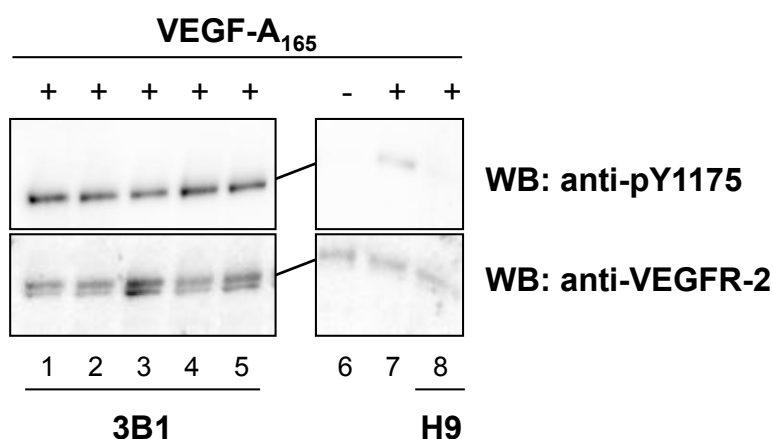 VEGF-A₁₆₅
+ + + + + - + +
WB: anti-pY1175
WB: anti-VEGFR-2
1 2 3 4 5 6 7 8
3B1 H9